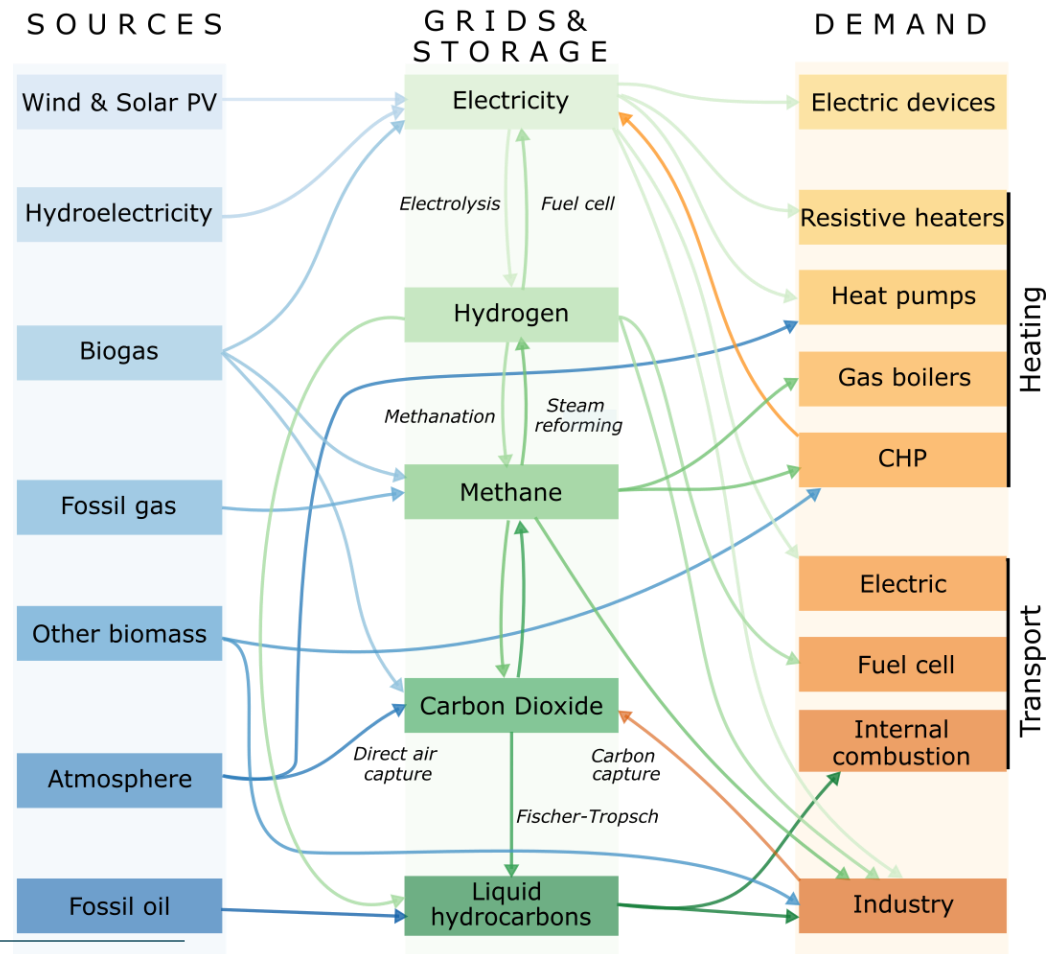 SOURCES
GRIDS &
STORAGE
DEMAND
Wind & Solar PV
Hydroelectricity
Biogas
Fossil gas
Other biomass
Atmosphere
Fossil oil
Electricity
Electrolysis
Fuel cell
Hydrogen
Methanation
Steam
reforming
Methane
Carbon Dioxide
Direct air
capture
Carbon
capture
Fischer-Tropsch
Liquid
hydrocarbons
Electric devices
Resistive heaters
Heat pumps
Gas boilers
CHP
Heating
Electric
Fuel cell
Internal
combustion
Transport
Industry